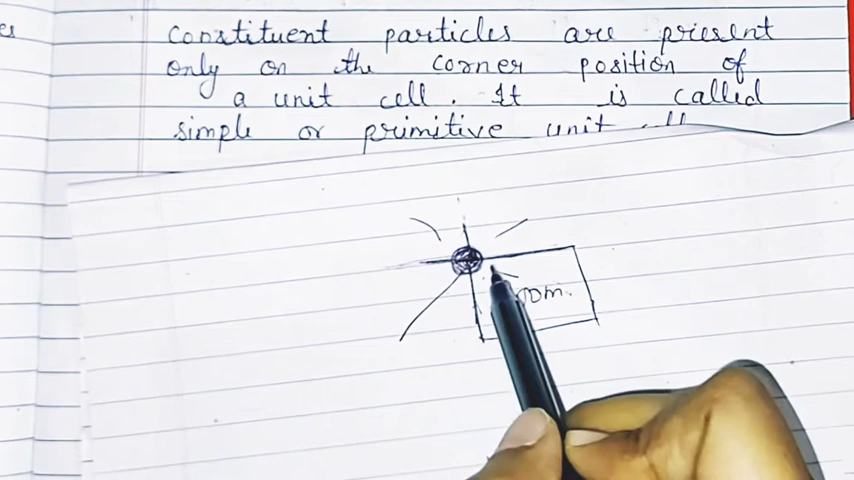 constituent particles are present
only on the corner position of
a unit cell. It is called
simple or primitive unit